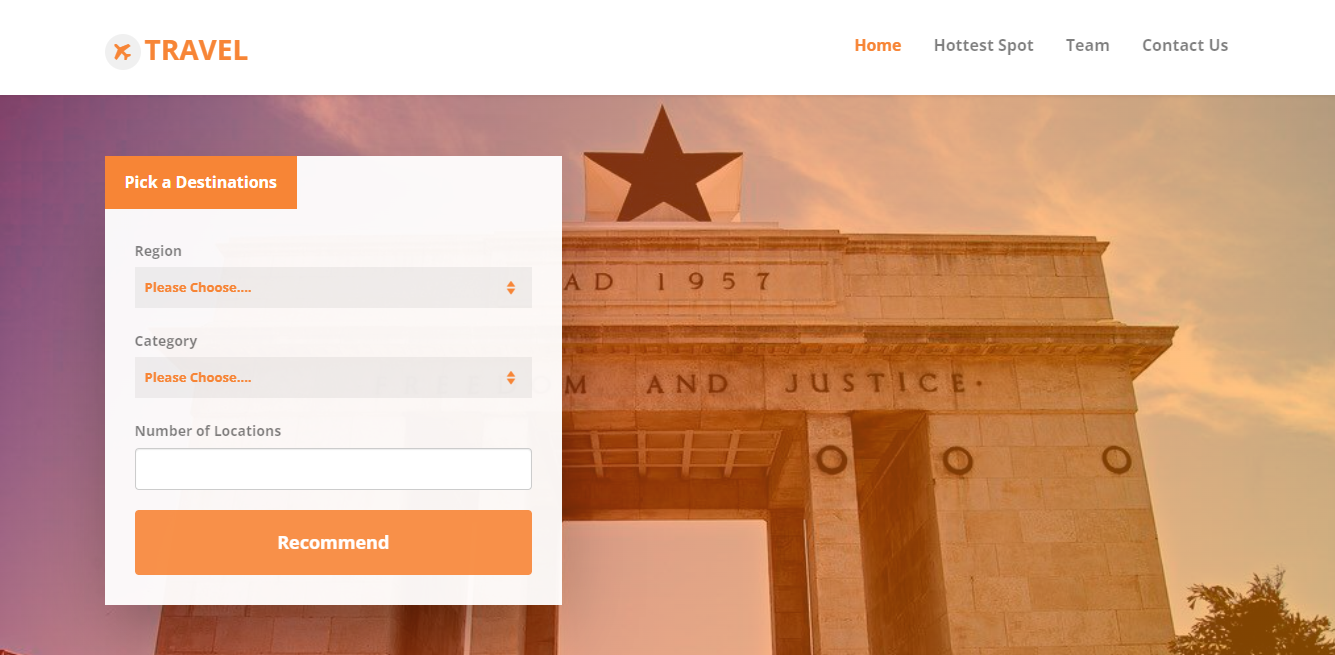 TRAVEL
Home
Hottest Spot
Team
Contact Us
Pick a Destinations
Region
Please Choose....
Category
Please Choose....
Number of Locations
Recommend
AD 1957
AND JUSTICE.